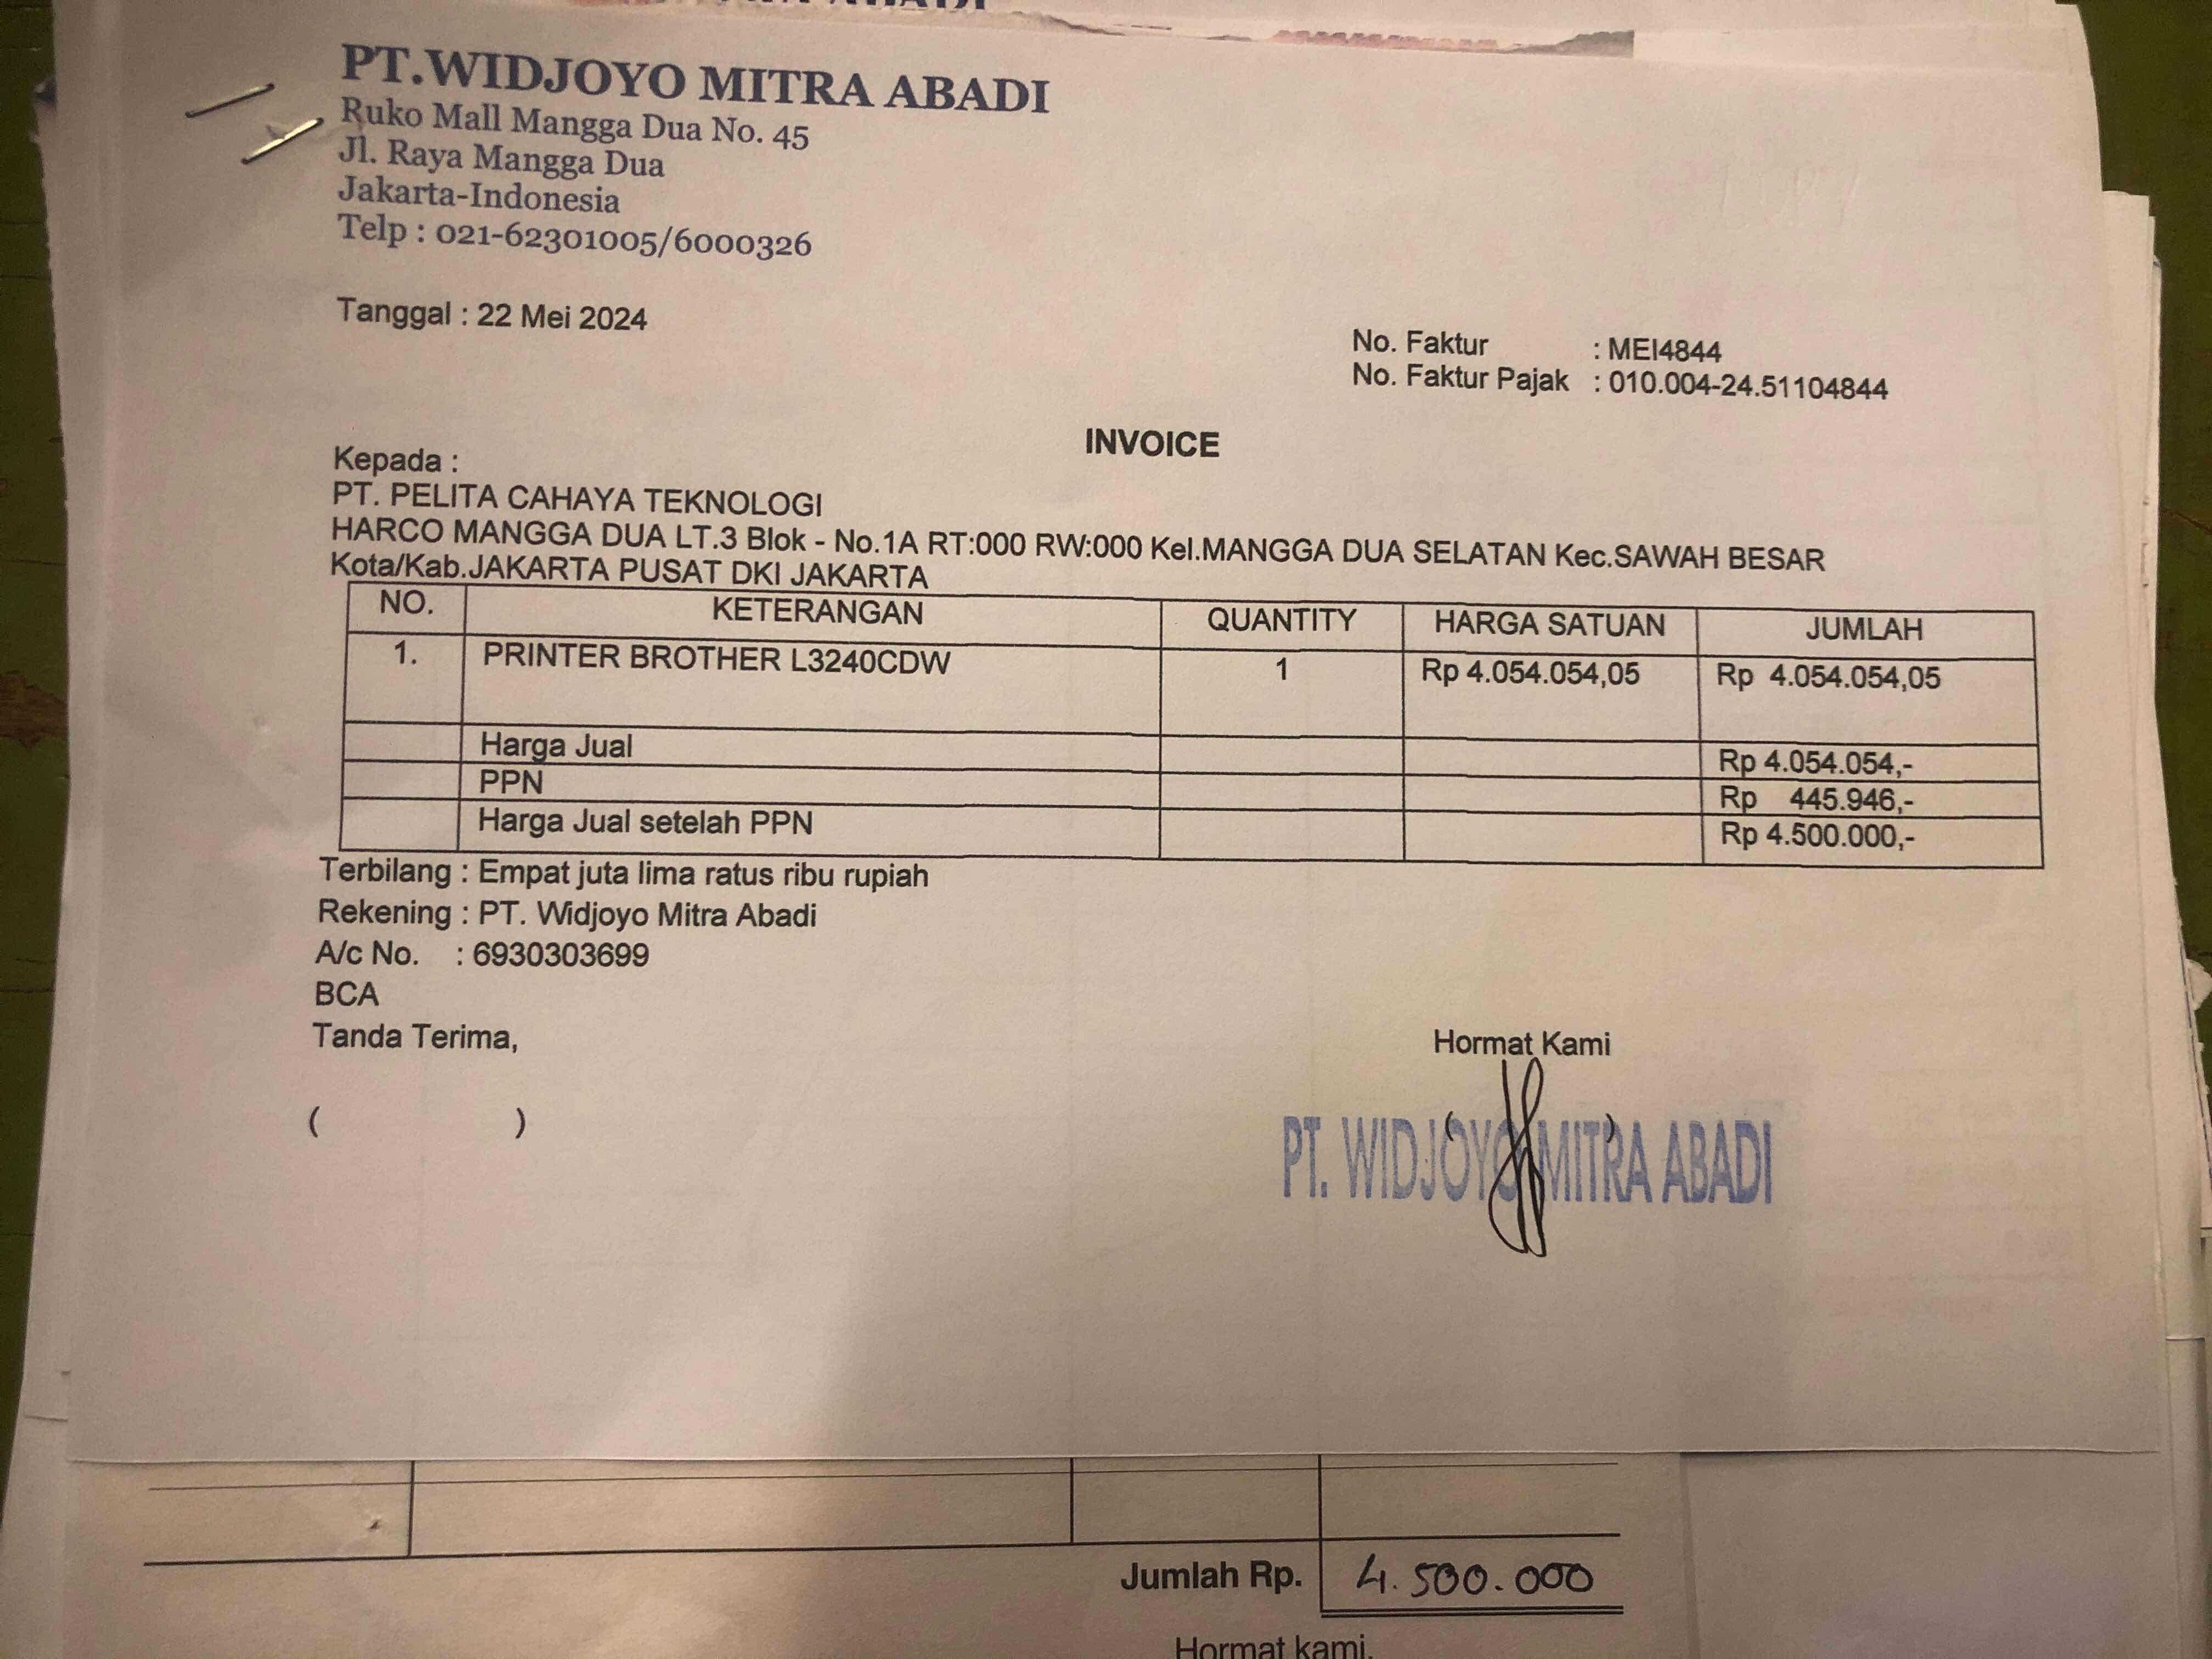 PT.WIDJOYO MITRA ABADI
Ruko Mall Mangga Dua No. 45
Jl. Raya Mangga Dua
Jakarta-Indonesia
Telp : 021-62301005/6000326
Tanggal : 22 Mei 2024
No. Faktur : MEI4844
No. Faktur Pajak : 010.004-24.51104844
INVOICE
Kepada :
PT. PELITA CAHAYA TEKNOLOGI
HARCO MANGGA DUA LT.3 Blok - No.1A RT:000 RW:000 Kel.MANGGA DUA SELATAN Kec.SAWAH BESAR
Kota/Kab.JAKARTA PUSAT DKI JAKARTA
NO. KETERANGAN QUANTITY HARGA SATUAN JUMLAH
1. PRINTER BROTHER L3240CDW 1 Rp 4.054.054,05 Rp 4.054.054,05
Harga Jual Rp 4.054.054,-
PPN Rp 445.946,-
Harga Jual setelah PPN Rp 4.500.000,-
Terbilang : Empat juta lima ratus ribu rupiah
Rekening : PT. Widjoyo Mitra Abadi
A/c No. : 6930303699
BCA
Tanda Terima, Hormat Kami
( ) ( )
PT. WIDJOYO MITRA ABADI
Jumlah Rp. 4.500.000
Hormat kami,